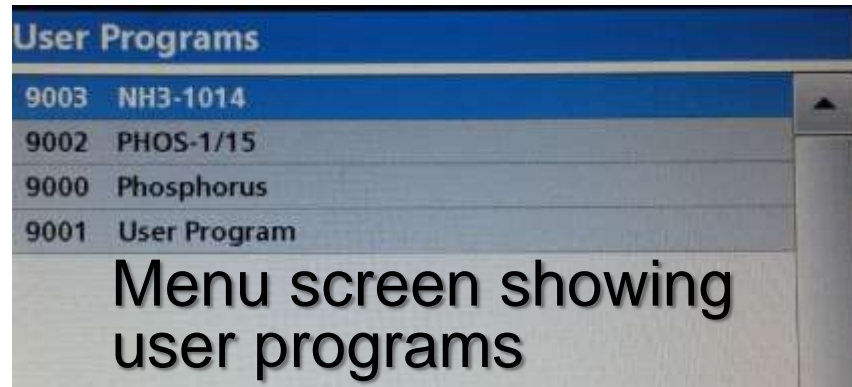 User Programs
9003 NH3-1014
9002 PHOS-1/15
9000 Phosphorus
9001 User Program
Menu screen showing
user programs